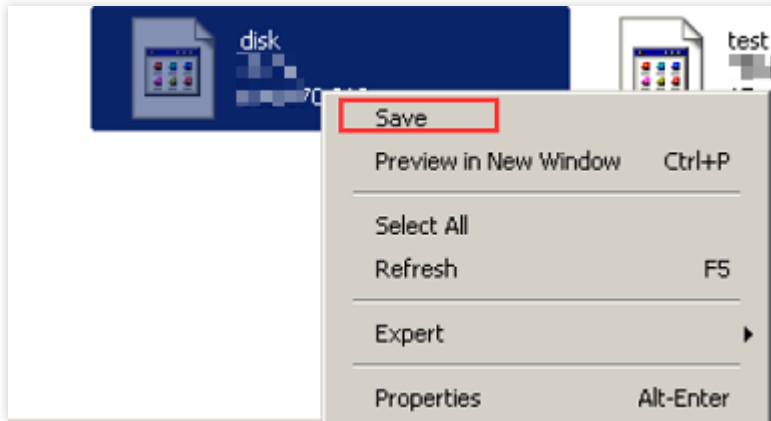 disk
test
Save
Preview in New Window Ctrl+P
Select All
Refresh F5
Expert
Properties Alt-Enter